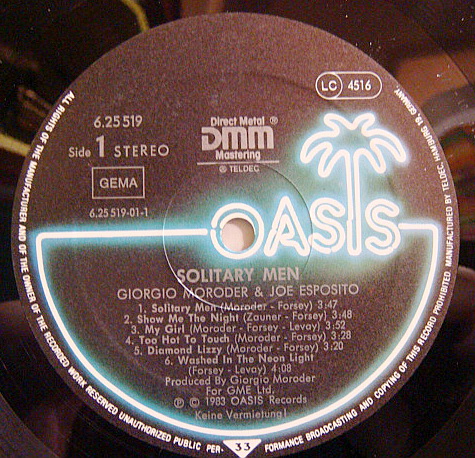 LC 4516
6.25 519
Direct Metal ®
DMM
Mastering
® TELDEC
Side 1 STEREO
GEMA
6.25 519-01-1
OASIS
SOLITARY MEN
GIORGIO MORODER & JOE ESPOSITO
1. Solitary Men (Moroder - Forsey) 3:47
2. Show Me The Night (Zauner - Forsey) 3:48
3. My Girl (Moroder - Forsey - Levay) 3:52
4. Too Hot To Touch (Moroder - Forsey) 3:28
5. Diamond Lizzy (Moroder - Forsey) 3:20
6. Washed In The Neon Light
(Forsey - Levay) 4:08
Produced By Giorgio Moroder
For GME Ltd.
℗ © 1983 OASIS Records
Keine Vermietung!
ALL RIGHTS OF THE MANUFACTURER AND OF THE OWNER OF THE RECORDED WORK RESERVED UNAUTHORIZED PUBLIC PER- 33 FORMANCE BROADCASTING AND COPYING OF THIS RECORD PROHIBITED MANUFACTURED BY TELDEC, HAMBURG 19, GERMANY